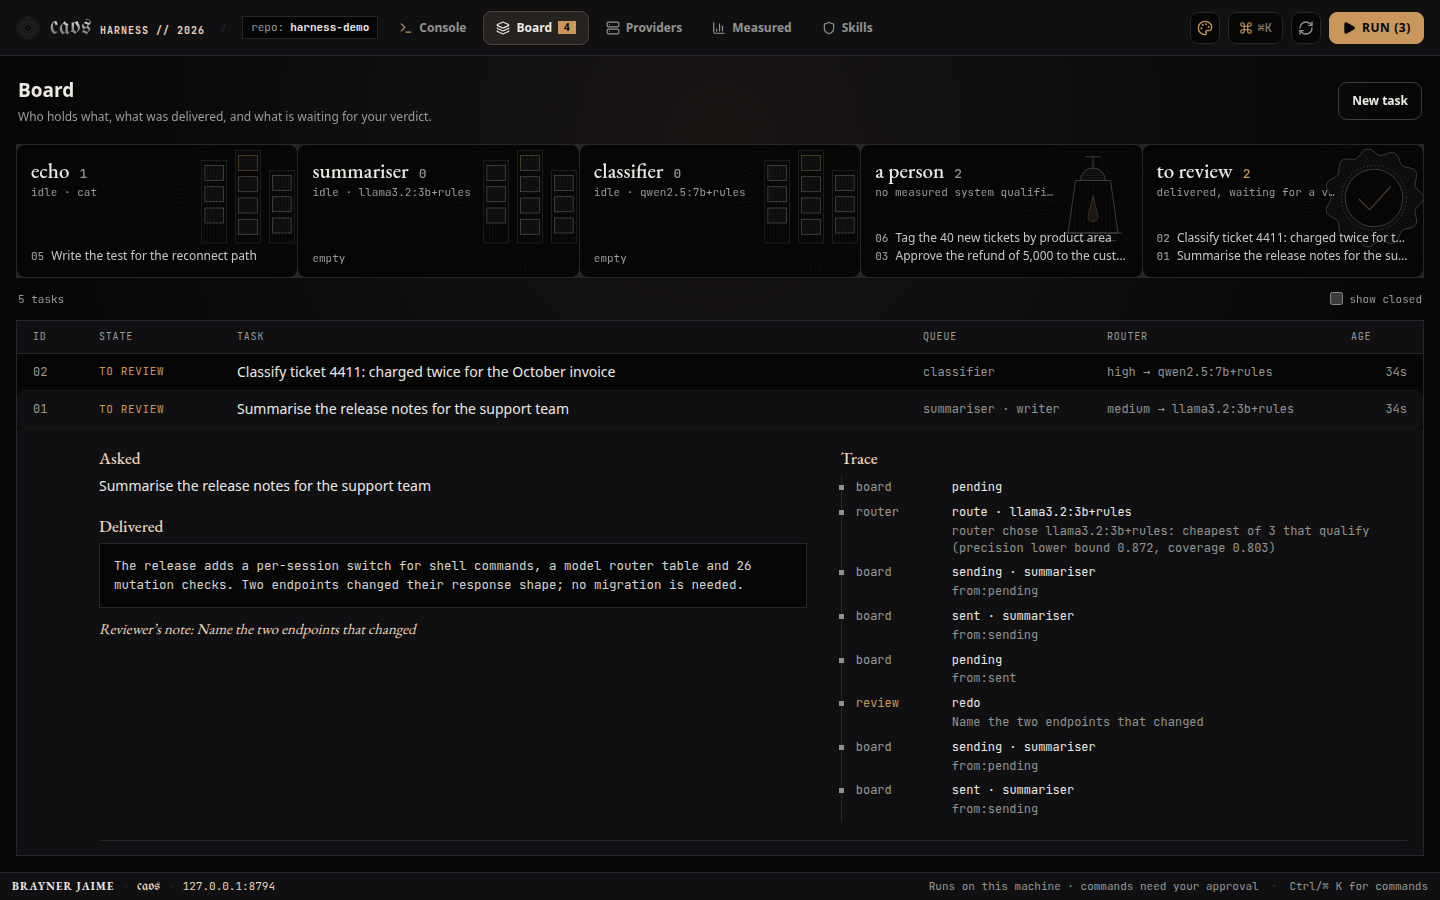 caos HARNESS // 2026 / repo: harness-demo Console Board 4 Providers Measured Skills ⌘K RUN (3)
Board
Who holds what, what was delivered, and what is waiting for your verdict.
New task
echo 1
idle · cat
05 Write the test for the reconnect path
summariser 0
idle · llama3.2:3b+rules
empty
classifier 0
idle · qwen2.5:7b+rules
empty
a person 2
no measured system qualifi…
06 Tag the 40 new tickets by product area
03 Approve the refund of 5,000 to the cust…
to review 2
delivered, waiting for a v…
02 Classify ticket 4411: charged twice for t…
01 Summarise the release notes for the su…
5 tasks
show closed
ID STATE TASK QUEUE ROUTER AGE
02 TO REVIEW Classify ticket 4411: charged twice for the October invoice classifier high → qwen2.5:7b+rules 34s
01 TO REVIEW Summarise the release notes for the support team summariser · writer medium → llama3.2:3b+rules 34s
Asked
Summarise the release notes for the support team
Delivered
The release adds a per-session switch for shell commands, a model router table and 26
mutation checks. Two endpoints changed their response shape; no migration is needed.
Reviewer's note: Name the two endpoints that changed
Trace
board pending
router route · llama3.2:3b+rules
router chose llama3.2:3b+rules: cheapest of 3 that qualify
(precision lower bound 0.872, coverage 0.803)
board sending · summariser
from:pending
board sent · summariser
from:sending
board pending
from:sent
review redo
Name the two endpoints that changed
board sending · summariser
from:pending
board sent · summariser
from:sending
BRAYNER JAIME · caos · 127.0.0.1:8794
Runs on this machine · commands need your approval · Ctrl/⌘ K for commands